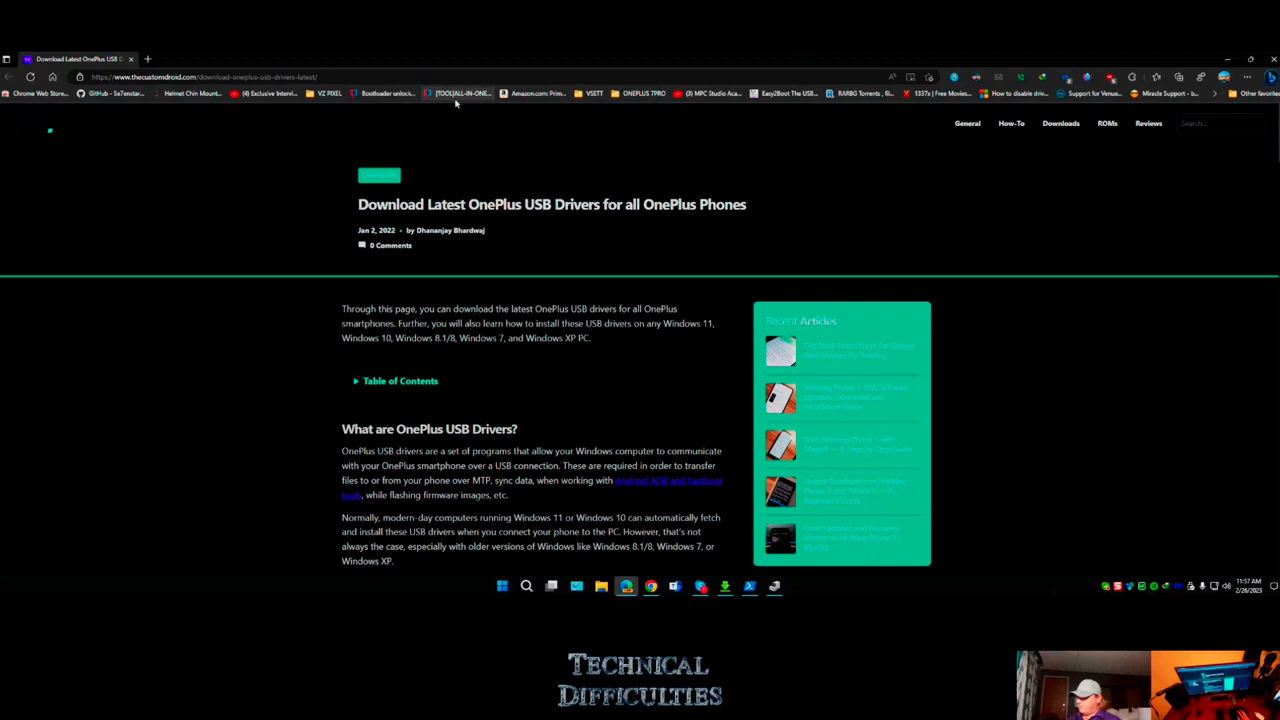 Download Latest OnePlus USB D
https://www.thecustomdroid.com/download-oneplus-usb-drivers-latest/
Chrome Web Store...
GitHub - Se7enstar...
Helmet Chin Mount...
(4) Exclusive Intervi...
VZ PIXEL
Bootloader unlock...
[TOOL]ALL-IN-ONE...
Amazon.com: Prim...
VSETT
ONEPLUS 7PRO
(3) MPC Studio Aca...
Easy2Boot The USB...
RARBG Torrents , fil...
1337x | Free Movies...
How to disable driv...
Support for Venue...
Miracle Support - b...
Other favorites
General
How-To
Downloads
ROMs
Reviews
Search...
Download Latest OnePlus USB Drivers for all OnePlus Phones
Jan 2, 2022 • by Dhananjay Bhardwaj
0 Comments
Through this page, you can download the latest OnePlus USB drivers for all OnePlus
smartphones. Further, you will also learn how to install these USB drivers on any Windows 11,
Windows 10, Windows 8.1/8, Windows 7, and Windows XP PC.
Table of Contents
What are OnePlus USB Drivers?
OnePlus USB drivers are a set of programs that allow your Windows computer to communicate
with your OnePlus smartphone over a USB connection. These are required in order to transfer
files to or from your phone over MTP, sync data, when working with Android ADB and Fastboot
tools, while flashing firmware images, etc.
Normally, modern-day computers running Windows 11 or Windows 10 can automatically fetch
and install these USB drivers when you connect your phone to the PC. However, that's not
always the case, especially with older versions of Windows like Windows 8.1/8, Windows 7, or
Windows XP.
Recent Articles
Get Stock Boot Image for Google
Pixel Devices for Rooting
Nothing Phone 1 OTA Software
Updates: Download and
Installation Guide
Root Nothing Phone 1 with
Magisk — A Step-by-Step Guide
Unlock Bootloader on Nothing
Phone 1 and Relock It — A
Beginner's Guide
Enter Fastboot and Recovery
Modes on Nothing Phone 1
[Guide]
11:57 AM
2/26/2023
TECHNICAL
DIFFICULTIES